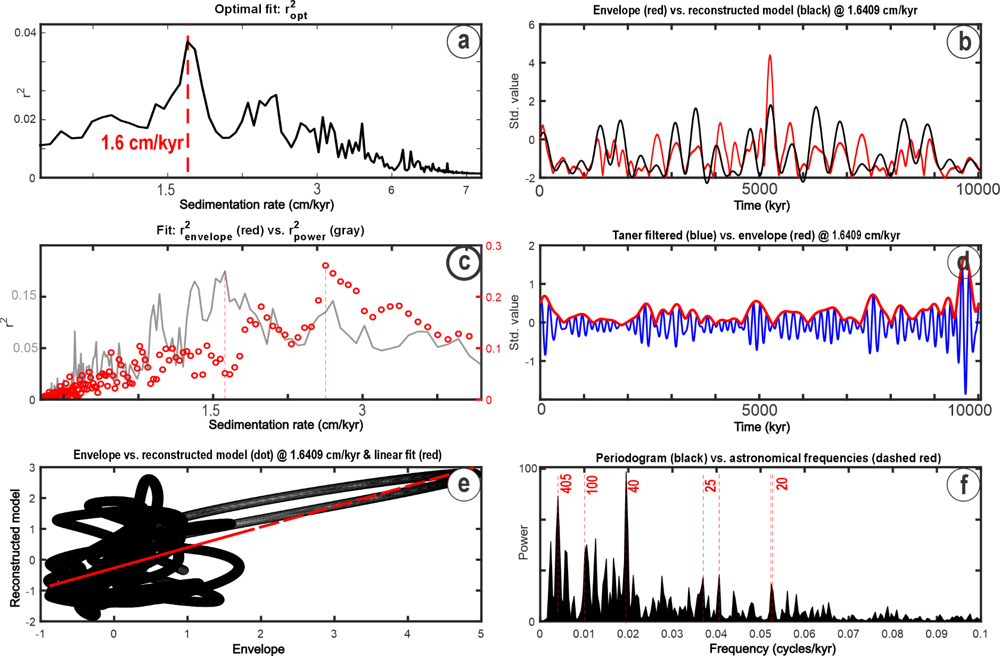 Optimal fit: r²opt
a
0.04
0.02
0
r²
1.6 cm/kyr
1.5
3
6
7
Sedimentation rate (cm/kyr)
Envelope (red) vs. reconstructed model (black) @ 1.6409 cm/kyr
b
6
4
2
0
-2
Std. value
0
5000
10000
Time (kyr)
Fit: r²envelope (red) vs. r²power (gray)
c
0.15
0.05
0
r²
0.3
0.2
0.1
0
1.5
3
Sedimentation rate (cm/kyr)
Taner filtered (blue) vs. envelope (red) @ 1.6409 cm/kyr
d
2
1
0
-1
Std. value
0
5000
10000
Time (kyr)
Envelope vs. reconstructed model (dot) @ 1.6409 cm/kyr & linear fit (red)
e
3
2
1
0
-1
-2
Reconstructed model
-1
0
1
2
3
4
5
Envelope
Periodogram (black) vs. astronomical frequencies (dashed red)
f
100
0
Power
405
100
40
25
20
0
0.01
0.02
0.03
0.04
0.05
0.06
0.07
0.08
0.09
0.1
Frequency (cycles/kyr)